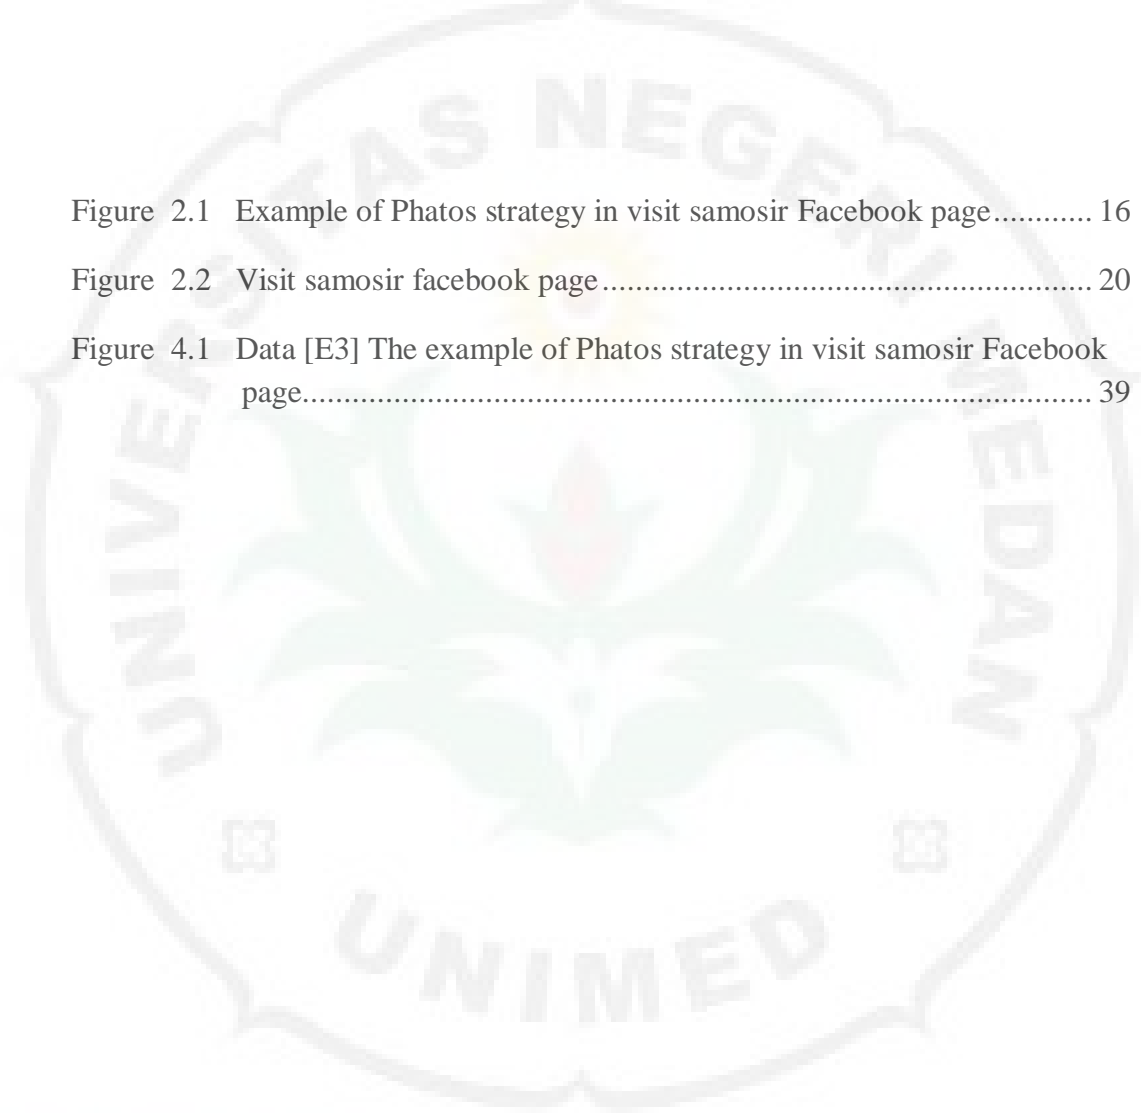 UNIVERSITAS NEGERI MEDAN
Figure 2.1 Example of Phatos strategy in visit samosir Facebook page............ 16
Figure 2.2 Visit samosir facebook page............................................................. 20
Figure 4.1 Data [E3] The example of Phatos strategy in visit samosir Facebook
page.................................................................................................. 39
UNIMED